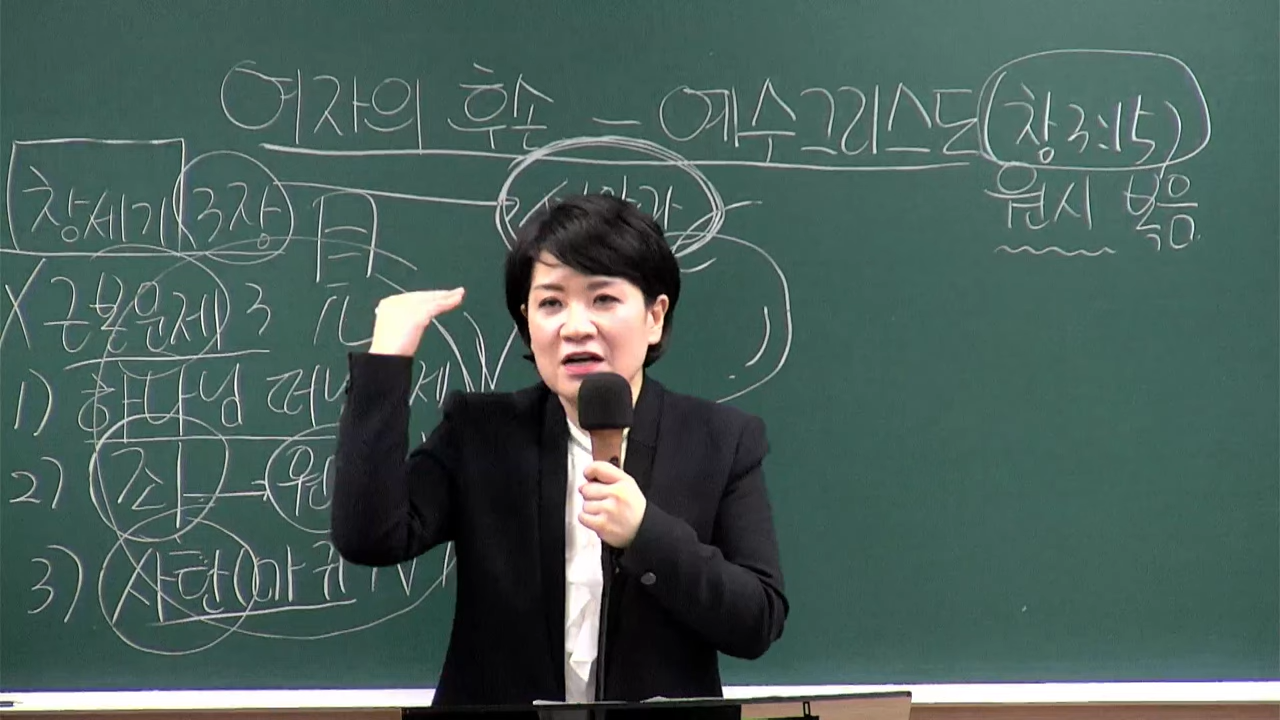 여자의 후손 - 예수그리스도 (창 3:15)
원시 복음
창세기 3장
X 근본문제 3
1) 하나님 떠나
2) 죄 → 원
3) 사탄(마귀